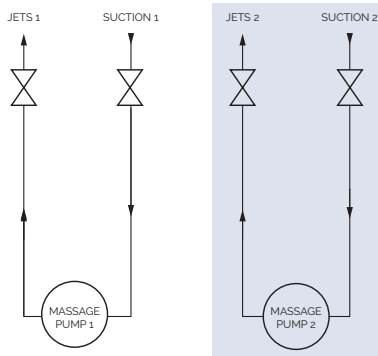 JETS 1
SUCTION 1
JETS 2
SUCTION 2
MASSAGE
PUMP 1
MASSAGE
PUMP 2